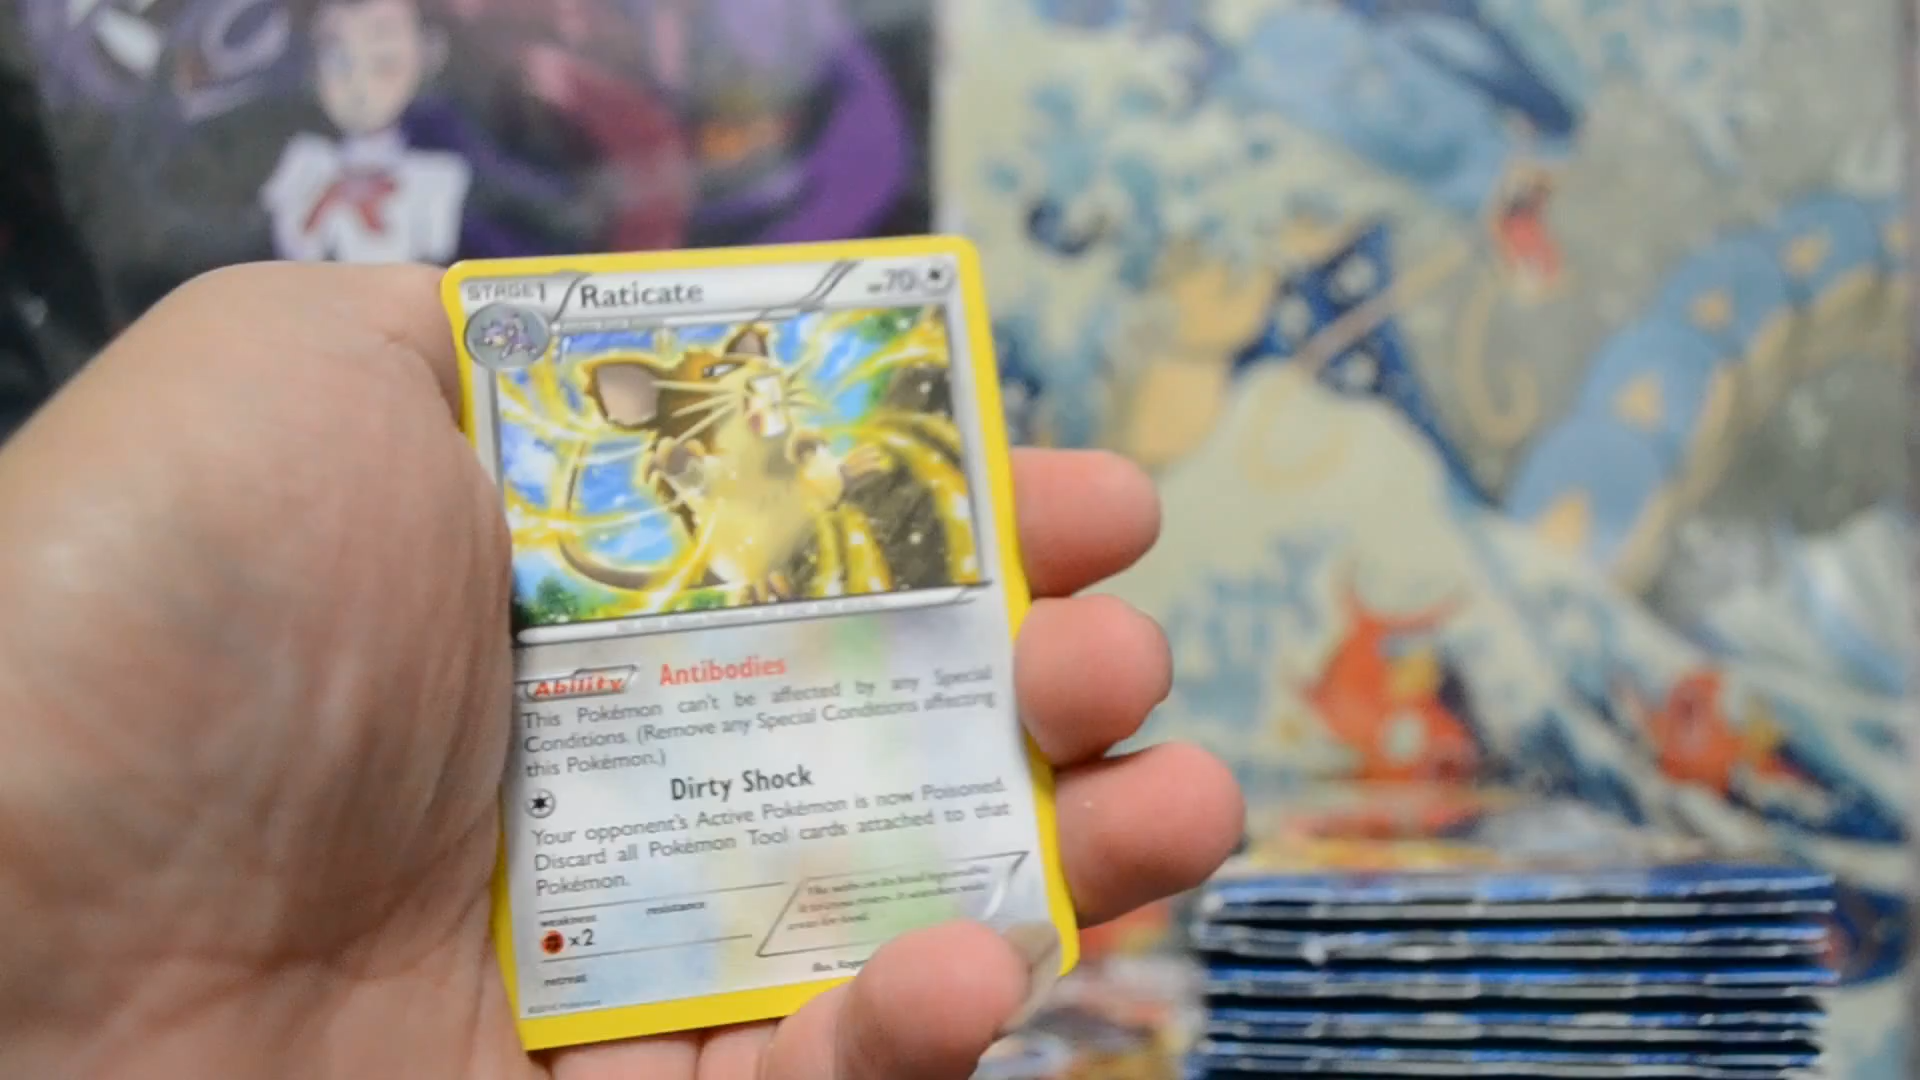 STAGE1 Raticate HP70
Ability Antibodies
This Pokémon can't be affected by any Special
Conditions. (Remove any Special Conditions affecting
this Pokémon.)
Dirty Shock
Your opponent's Active Pokémon is now Poisoned.
Discard all Pokémon Tool cards attached to that
Pokémon.
weakness resistance
×2
retreat
R